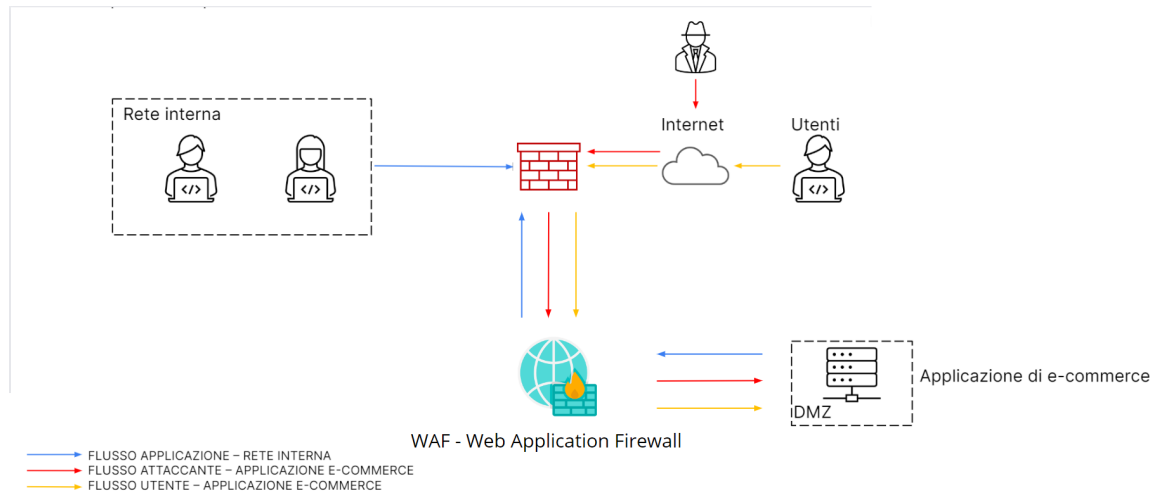 Rete interna
Internet
Utenti
</>
</>
</>
Applicazione di e-commerce
DMZ
WAF - Web Application Firewall
FLUSSO APPLICAZIONE – RETE INTERNA
FLUSSO ATTACCANTE – APPLICAZIONE E-COMMERCE
FLUSSO UTENTE – APPLICAZIONE E-COMMERCE